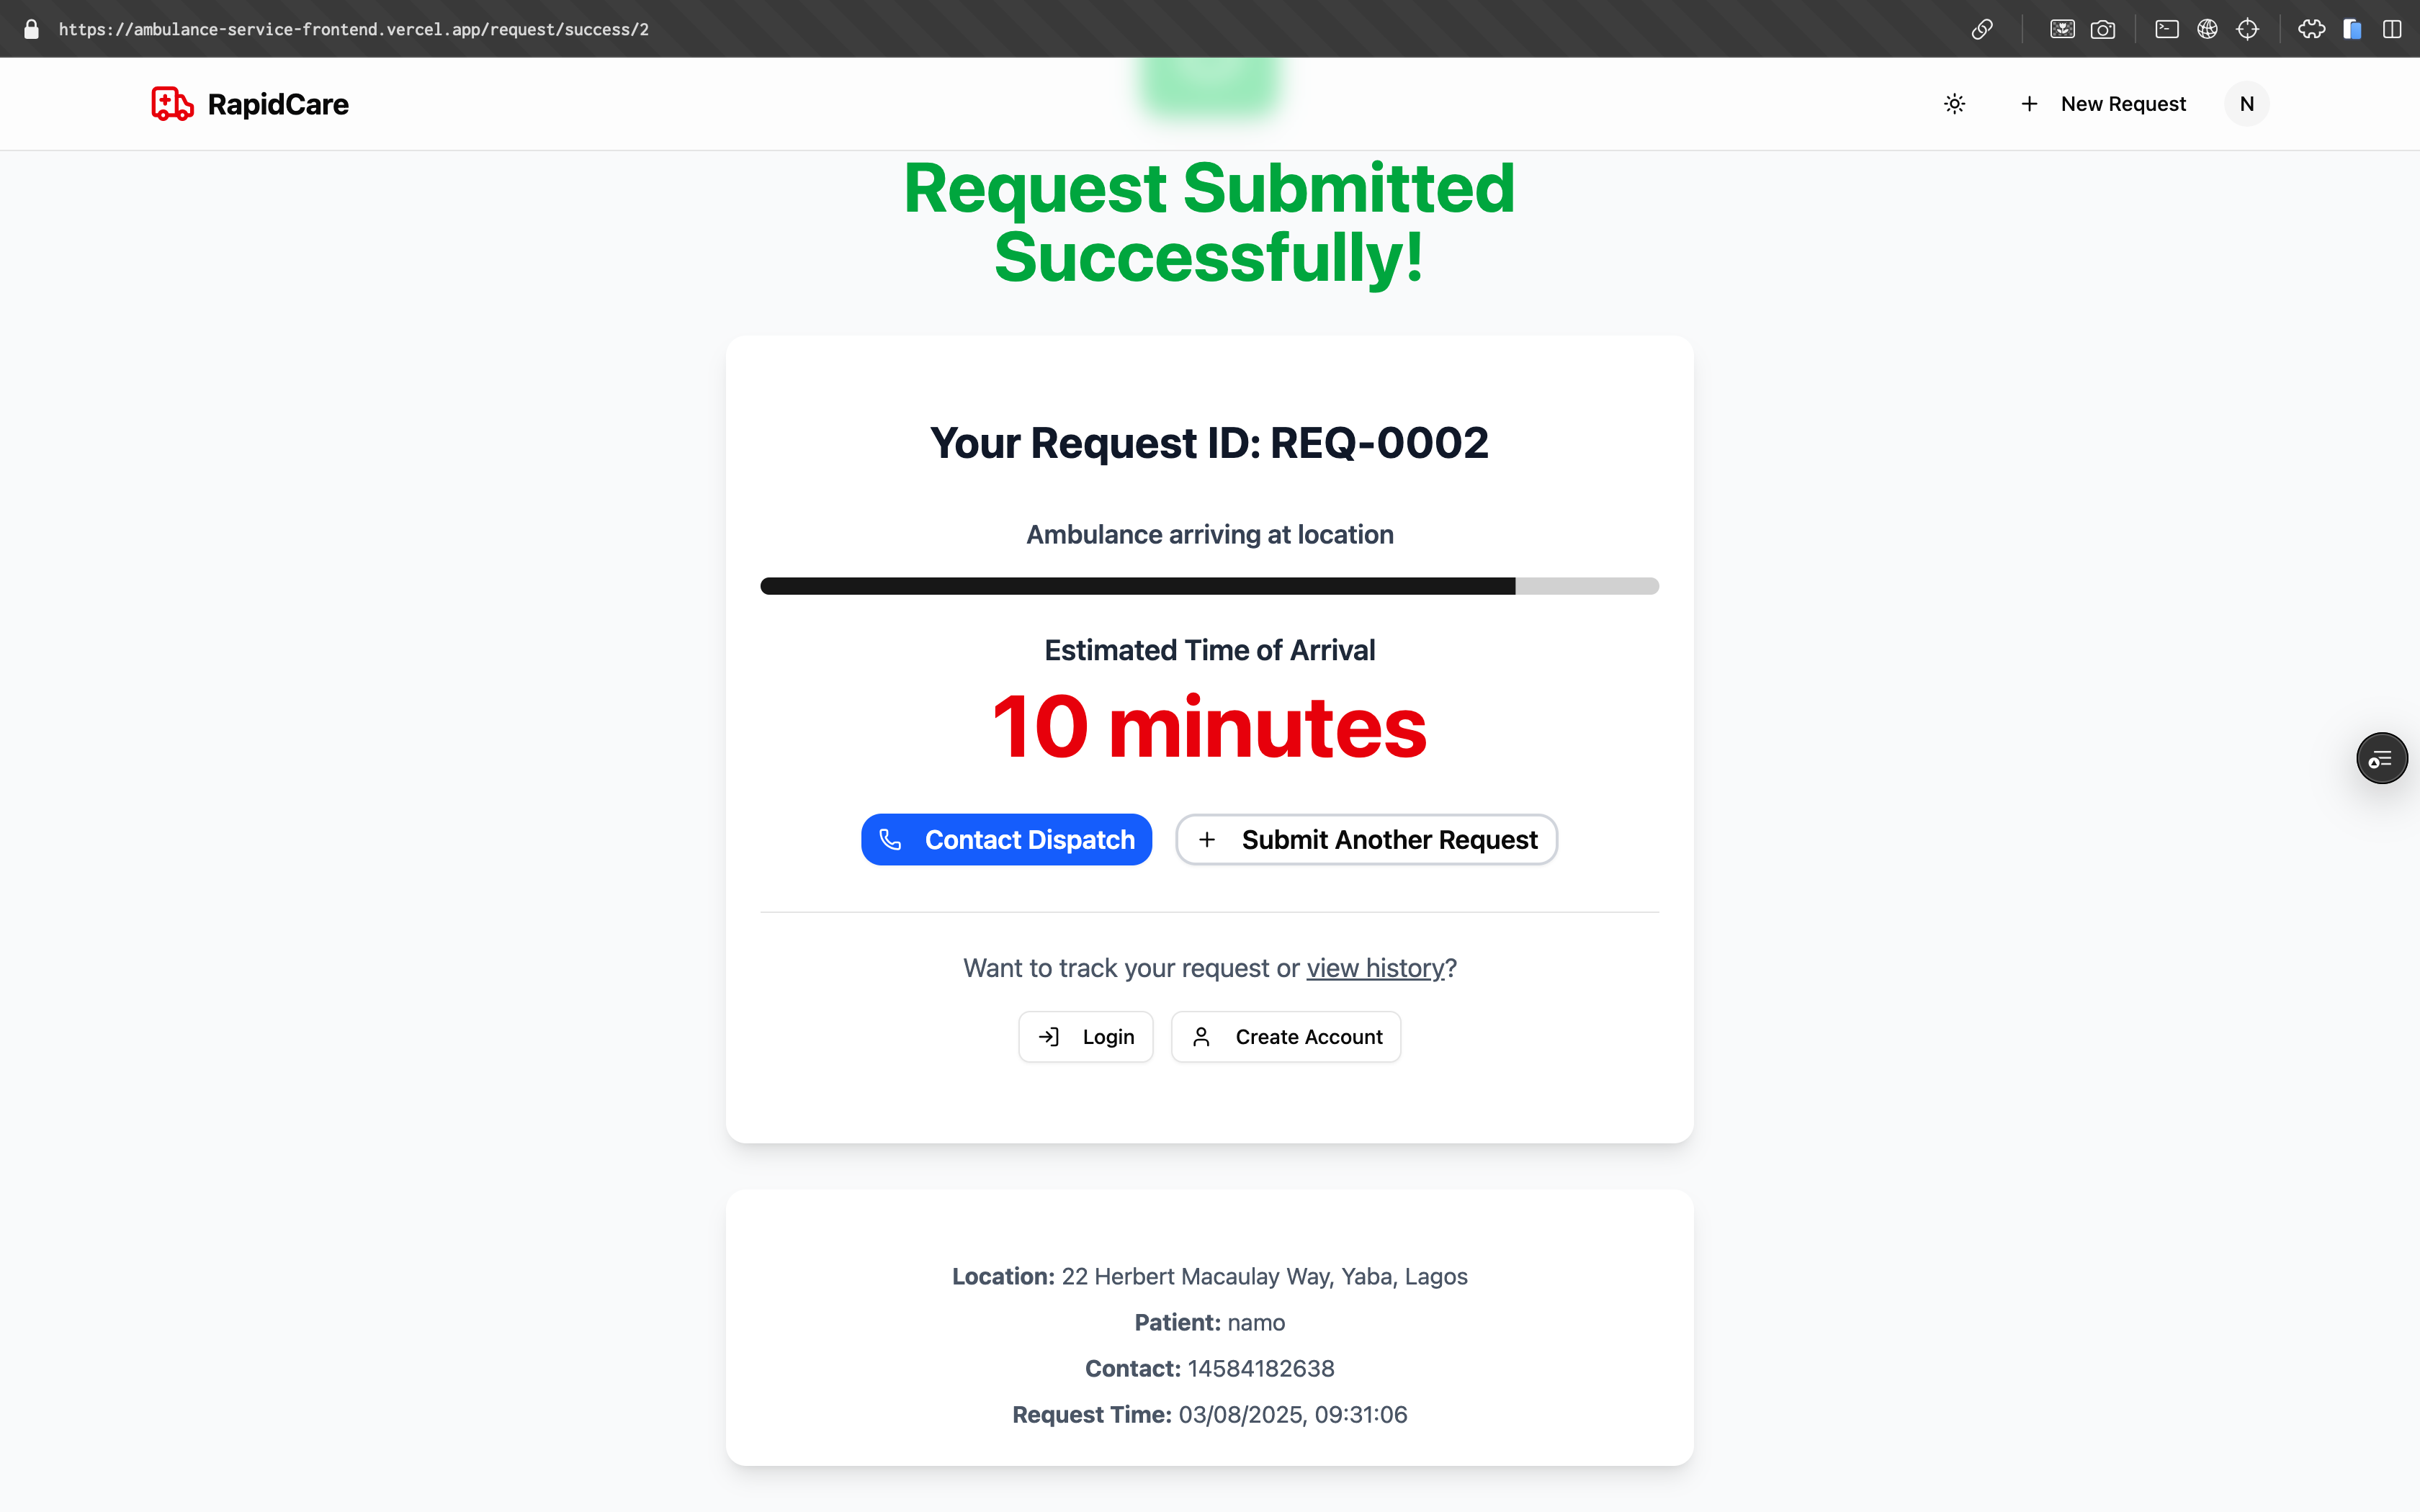 https://ambulance-service-frontend.vercel.app/request/success/2
RapidCare
New Request
N
Request Submitted
Successfully!
Your Request ID: REQ-0002
Ambulance arriving at location
Estimated Time of Arrival
10 minutes
Contact Dispatch
Submit Another Request
Want to track your request or view history?
Login
Create Account
Location: 22 Herbert Macaulay Way, Yaba, Lagos
Patient: namo
Contact: 14584182638
Request Time: 03/08/2025, 09:31:06